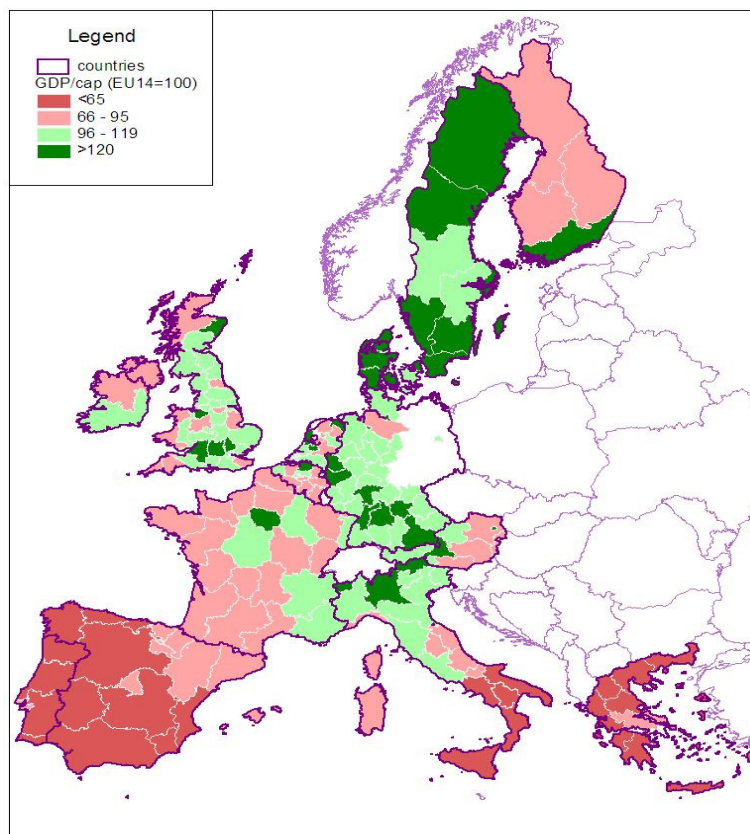 Legend
countries
GDP/cap (EU14=100)
<65
66 - 95
96 - 119
>120